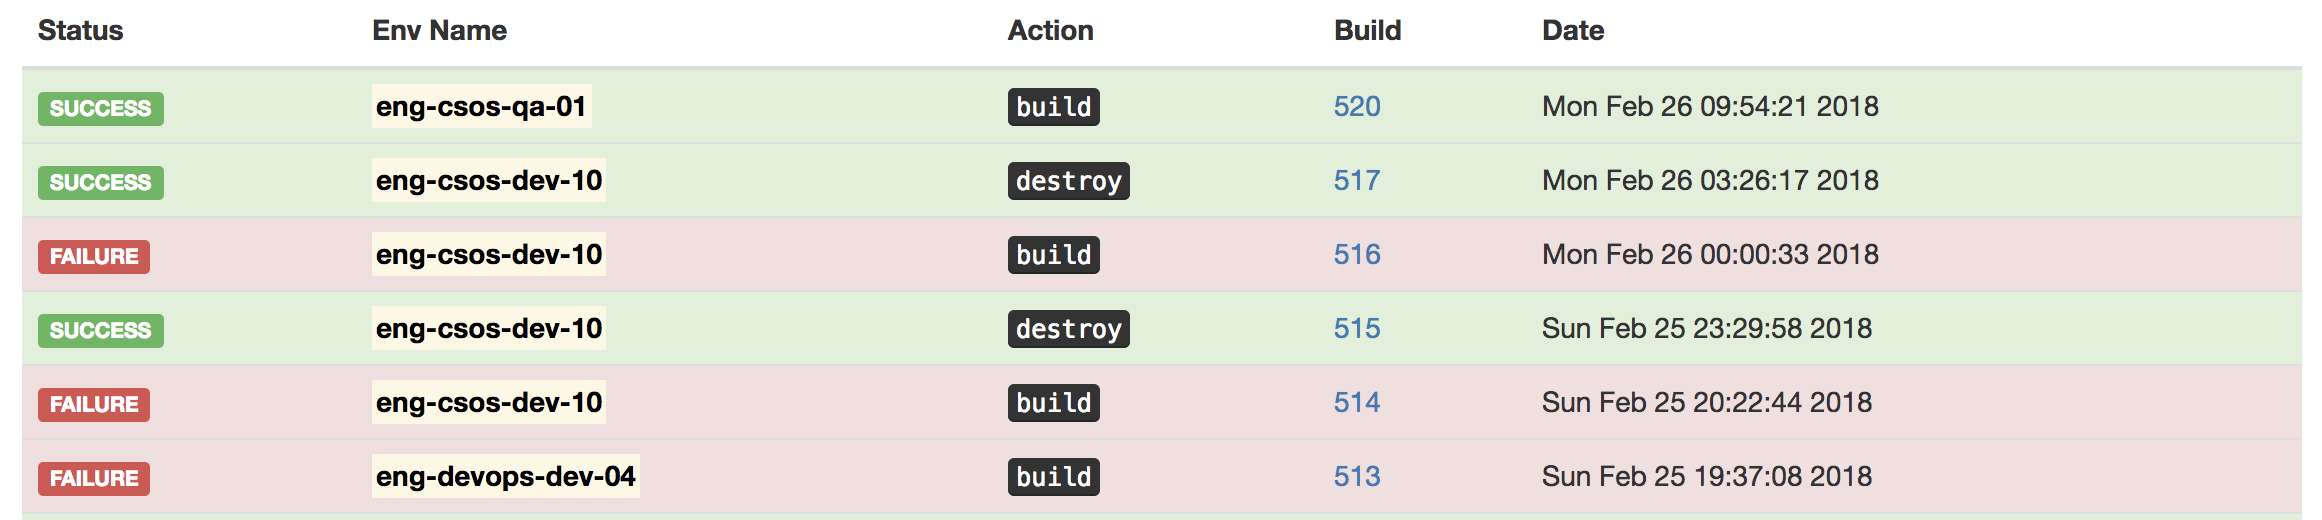 Status Env Name Action Build Date
SUCCESS eng-csos-qa-01 build 520 Mon Feb 26 09:54:21 2018
SUCCESS eng-csos-dev-10 destroy 517 Mon Feb 26 03:26:17 2018
FAILURE eng-csos-dev-10 build 516 Mon Feb 26 00:00:33 2018
SUCCESS eng-csos-dev-10 destroy 515 Sun Feb 25 23:29:58 2018
FAILURE eng-csos-dev-10 build 514 Sun Feb 25 20:22:44 2018
FAILURE eng-devops-dev-04 build 513 Sun Feb 25 19:37:08 2018